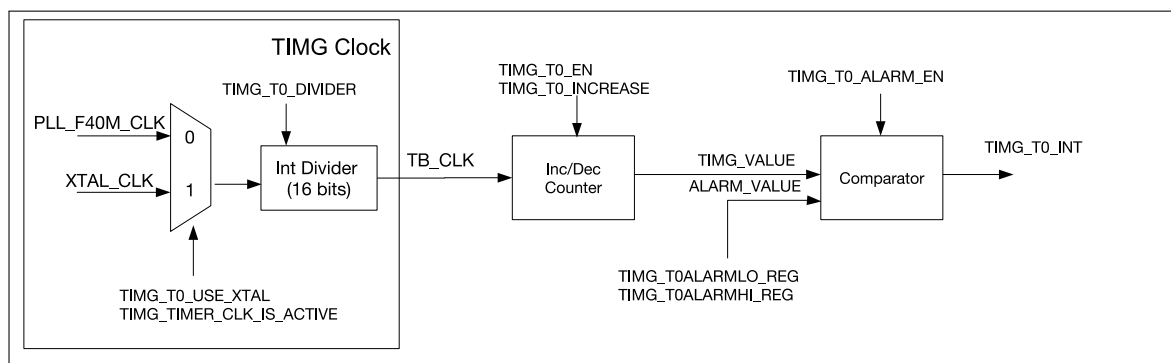 TIMG Clock
TIMG_T0_DIVIDER
PLL_F40M_CLK
0
XTAL_CLK
1
Int Divider
(16 bits)
TB_CLK
TIMG_T0_USE_XTAL
TIMG_TIMER_CLK_IS_ACTIVE
TIMG_T0_EN
TIMG_T0_INCREASE
Inc/Dec
Counter
TIMG_VALUE
ALARM_VALUE
TIMG_T0ALARMLO_REG
TIMG_T0ALARMHI_REG
TIMG_T0_ALARM_EN
Comparator
TIMG_T0_INT